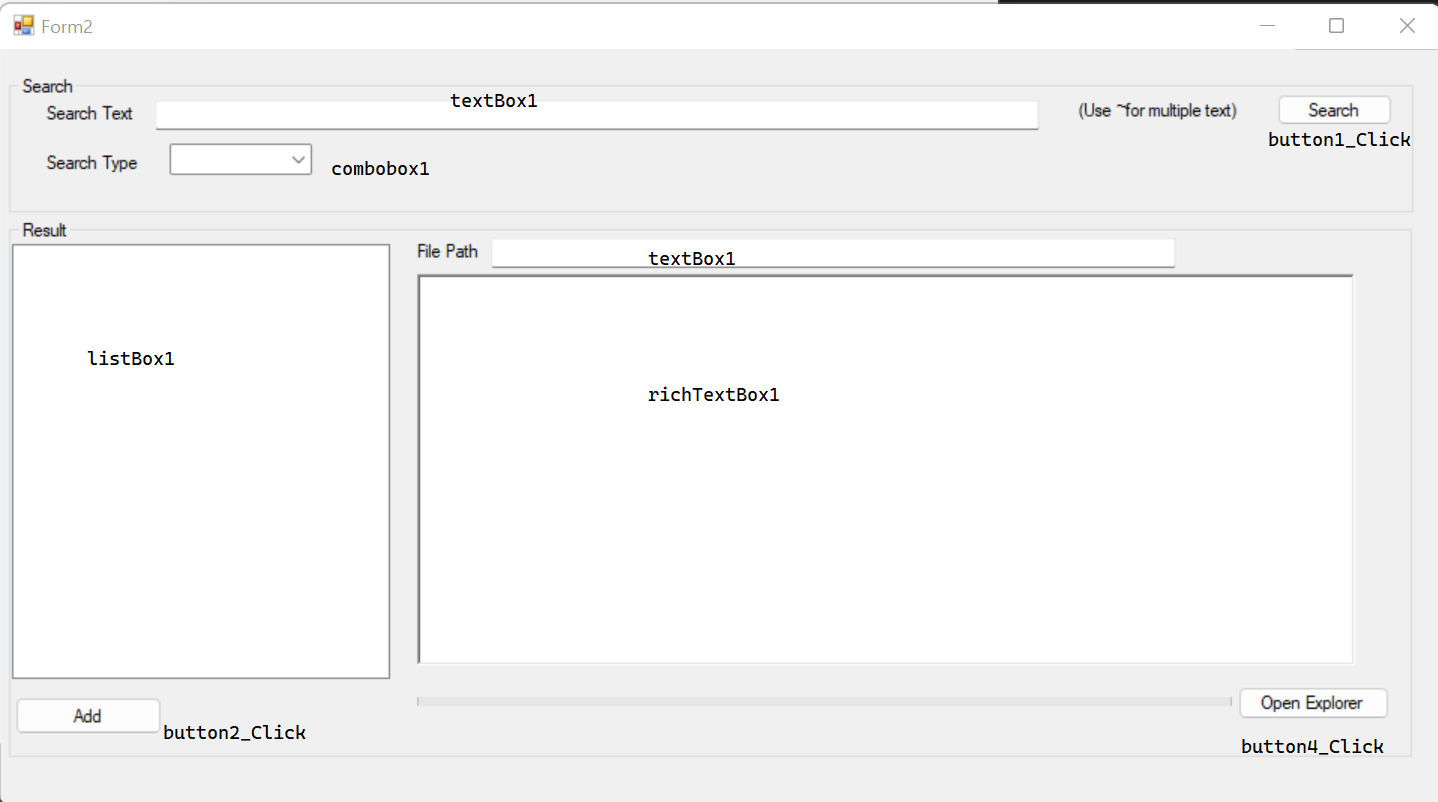 Form2
Search
textBox1
Search Text
(Use ~for multiple text)
Search
button1_Click
Search Type
combobox1
Result
File Path
textBox1
listBox1
richTextBox1
Add
button2_Click
Open Explorer
button4_Click